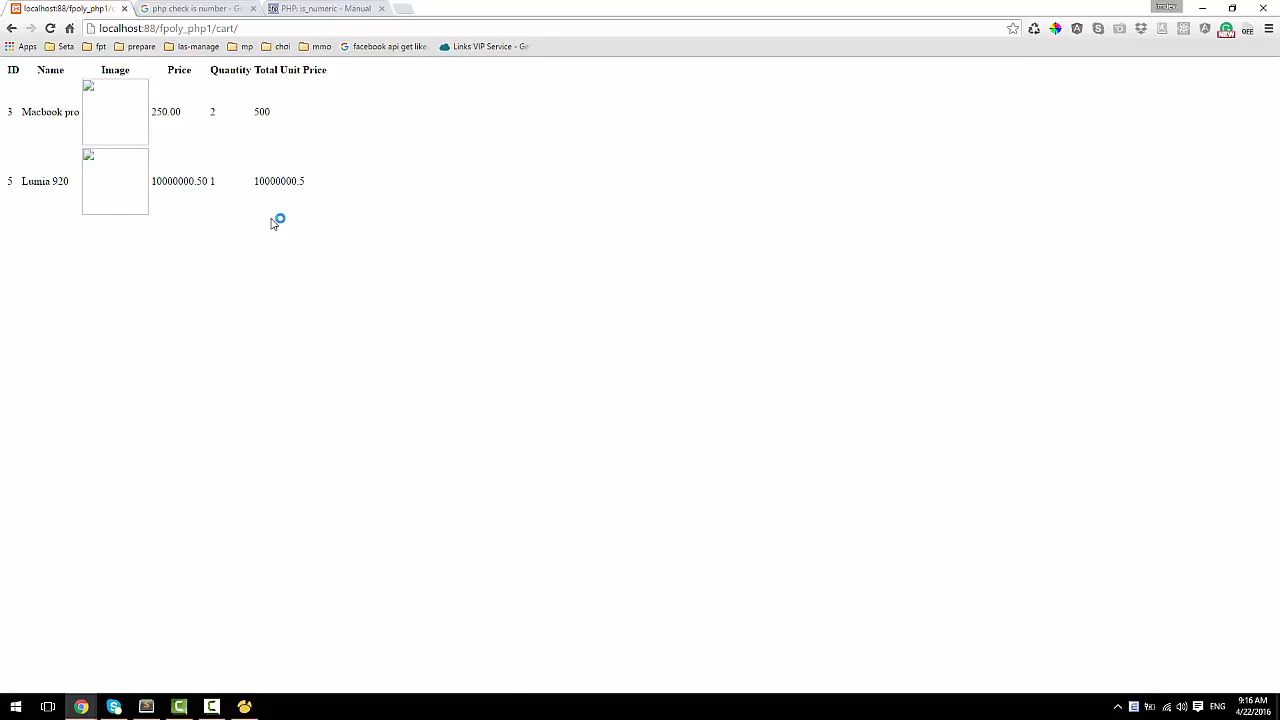 localhost:88/fpoly_php1/c
php check is number - Go
PHP: is_numeric - Manual
localhost:88/fpoly_php1/cart/
Apps
Seta
fpt
prepare
las-manage
mp
choi
mmo
facebook api get like
Links VIP Service - Ge
NEW
OFF
ID Name Image Price Quantity Total Unit Price
3 Macbook pro 250.00 2 500
5 Lumia 920 10000000.50 1 10000000.5
ENG
9:16 AM
4/22/2016